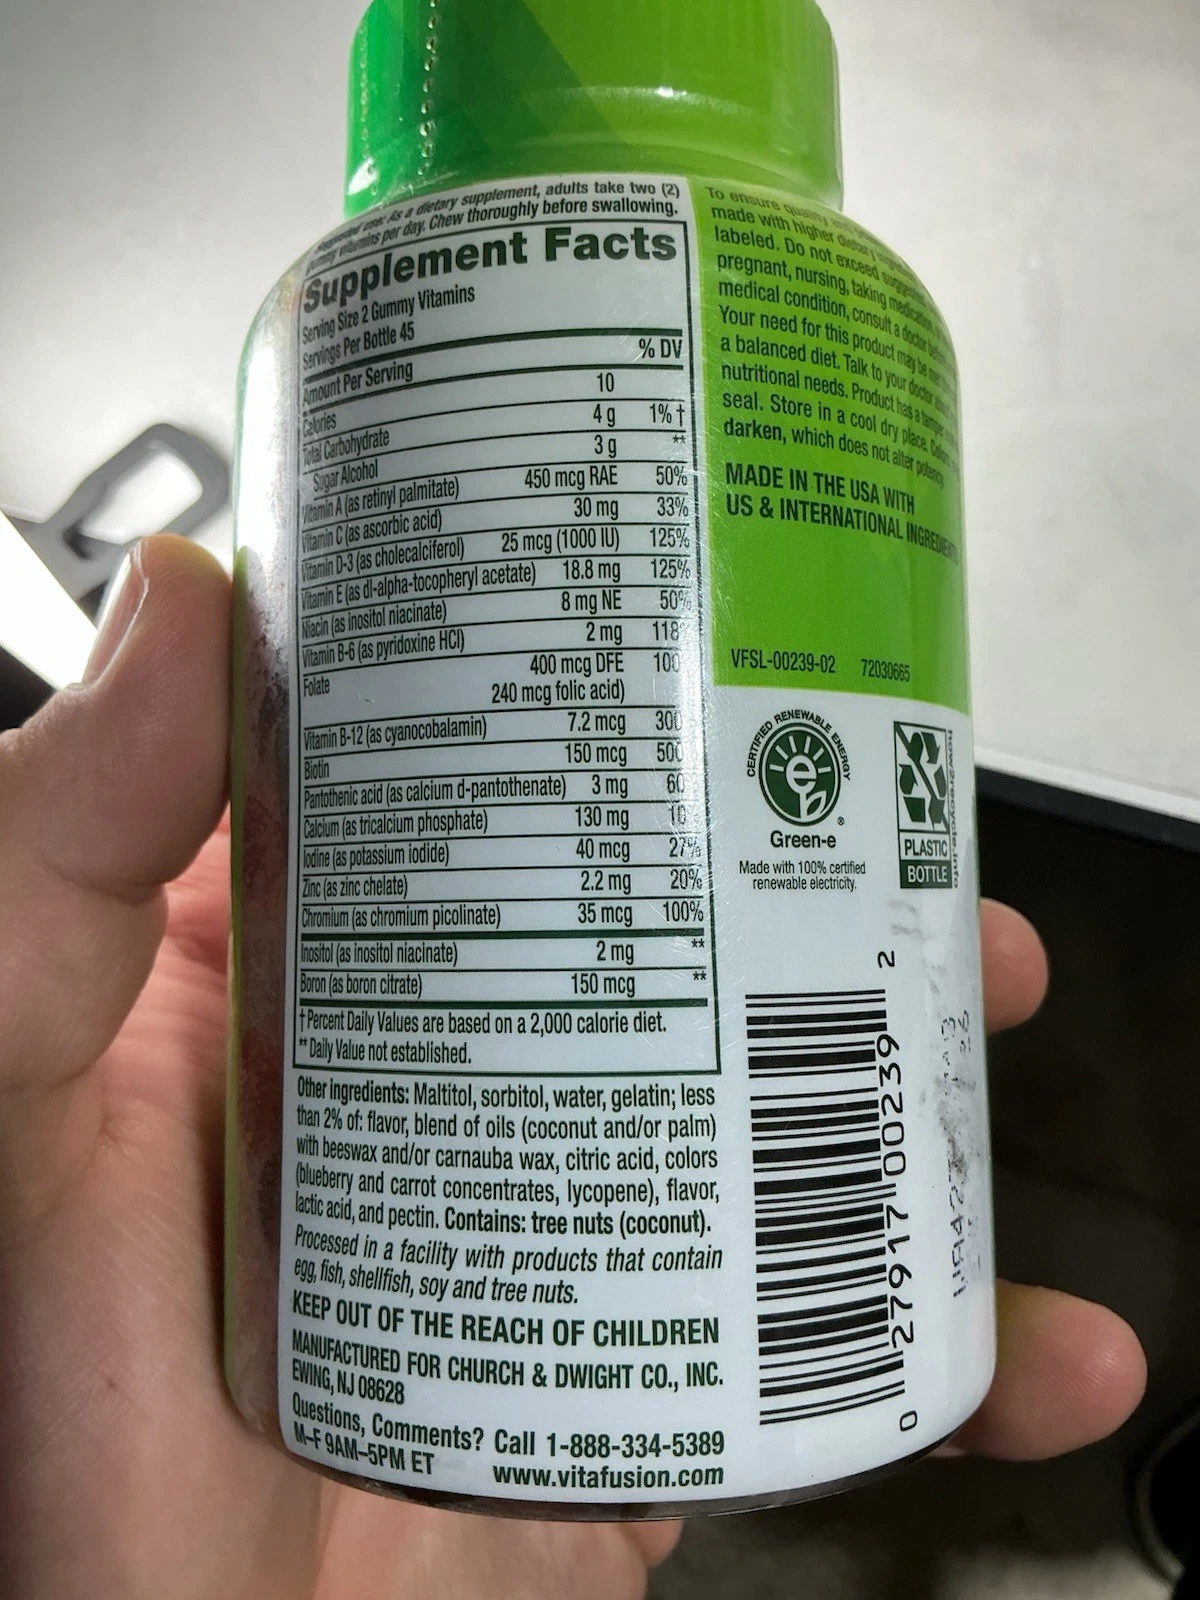 As a dietary supplement, adults take two (2)
gummy vitamins per day. Chew thoroughly before swallowing.
Supplement Facts
Serving Size 2 Gummy Vitamins
Servings Per Bottle 45
% DV
Amount Per Serving
Calories 10
Total Carbohydrate 4 g 1% †
Sugar Alcohol 3 g **
Vitamin A (as retinyl palmitate) 450 mcg RAE 50%
Vitamin C (as ascorbic acid) 30 mg 33%
Vitamin D-3 (as cholecalciferol) 25 mcg (1000 IU) 125%
Vitamin E (as dl-alpha-tocopheryl acetate) 18.8 mg 125%
Niacin (as inositol niacinate) 8 mg NE 50%
Vitamin B-6 (as pyridoxine HCl) 2 mg 118
Folate 400 mcg DFE 100
240 mcg folic acid)
Vitamin B-12 (as cyanocobalamin) 7.2 mcg 300
Biotin 150 mcg 500
Pantothenic acid (as calcium d-pantothenate) 3 mg 60
Calcium (as tricalcium phosphate) 130 mg 10
Iodine (as potassium iodide) 40 mcg 27%
Zinc (as zinc chelate) 2.2 mg 20%
Chromium (as chromium picolinate) 35 mcg 100%
Inositol (as inositol niacinate) 2 mg **
Boron (as boron citrate) 150 mcg **
† Percent Daily Values are based on a 2,000 calorie diet.
** Daily Value not established.
Other ingredients: Maltitol, sorbitol, water, gelatin; less
than 2% of: flavor, blend of oils (coconut and/or palm)
with beeswax and/or carnauba wax, citric acid, colors
(blueberry and carrot concentrates, lycopene), flavor,
lactic acid, and pectin. Contains: tree nuts (coconut).
Processed in a facility with products that contain
egg, fish, shellfish, soy and tree nuts.
KEEP OUT OF THE REACH OF CHILDREN
MANUFACTURED FOR CHURCH & DWIGHT CO., INC.
EWING, NJ 08628
Questions, Comments? Call 1-888-334-5389
M–F 9AM–5PM ET www.vitafusion.com
To ensure quality
made with higher dietary
labeled. Do not exceed
pregnant, nursing, taking medication,
medical condition, consult a doctor
Your need for this product may be met
a balanced diet. Talk to your doctor
nutritional needs. Product has a tamper
seal. Store in a cool dry place. Colors
darken, which does not alter potency.
MADE IN THE USA WITH
US & INTERNATIONAL INGREDIENTS
VFSL-00239-02 72030665
CERTIFIED RENEWABLE ENERGY
e
®
Green-e
Made with 100% certified
renewable electricity.
how2recycle.info
PLASTIC
BOTTLE
0 27917 00239 2